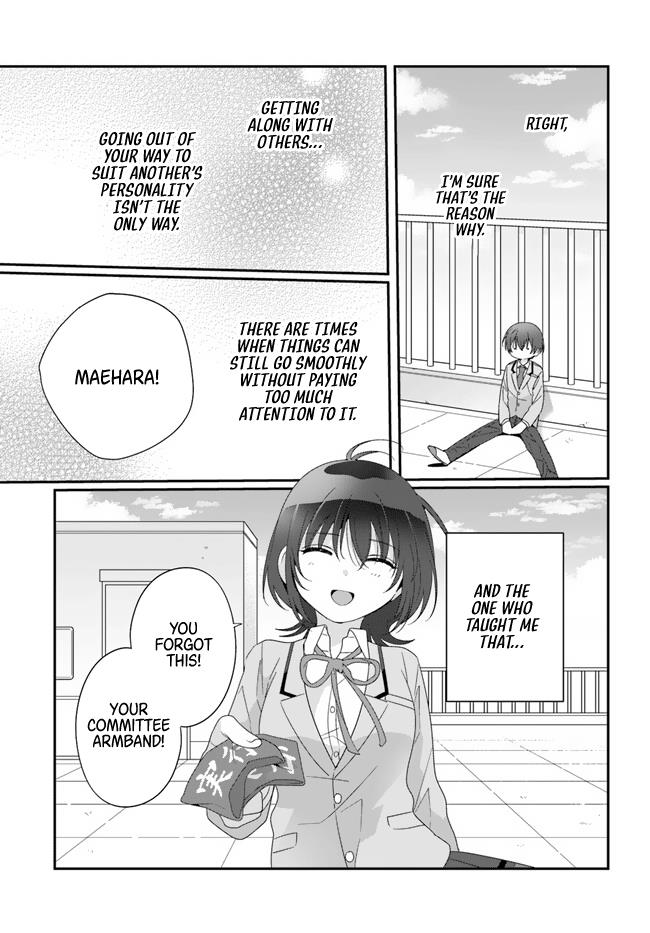 RIGHT,
I'M SURE
THAT'S THE
REASON
WHY.
GETTING
ALONG WITH
OTHERS...
GOING OUT OF
YOUR WAY TO
SUIT ANOTHER'S
PERSONALITY
ISN'T THE
ONLY WAY.
THERE ARE TIMES
WHEN THINGS CAN
STILL GO SMOOTHLY
WITHOUT PAYING
TOO MUCH
ATTENTION TO IT.
MAEHARA!
AND THE
ONE WHO
TAUGHT ME
THAT...
YOU
FORGOT
THIS!
YOUR
COMMITTEE
ARMBAND!
実行